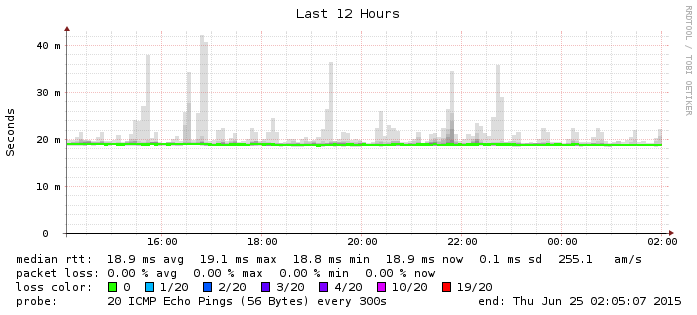 Last 12 Hours
RRDTOOL / TOBI OETIKER
Seconds
40 m
30 m
20 m
10 m
0
16:00 18:00 20:00 22:00 00:00 02:00
median rtt: 18.9 ms avg 19.1 ms max 18.8 ms min 18.9 ms now 0.1 ms sd 255.1 am/s
packet loss: 0.00 % avg 0.00 % max 0.00 % min 0.00 % now
loss color: 0 1/20 2/20 3/20 4/20 10/20 19/20
probe: 20 ICMP Echo Pings (56 Bytes) every 300s end: Thu Jun 25 02:05:07 2015